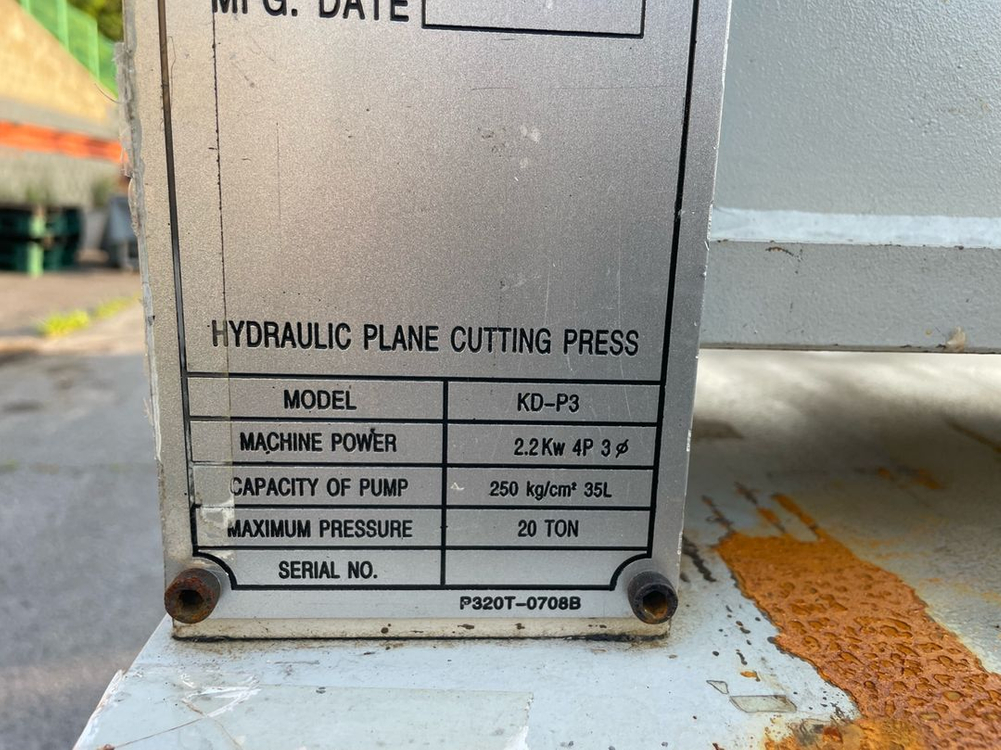 MFG. DATE
HYDRAULIC PLANE CUTTING PRESS
MODEL KD-P3
MACHINE POWER 2.2Kw 4P 3ø
CAPACITY OF PUMP 250 kg/cm² 35L
MAXIMUM PRESSURE 20 TON
SERIAL NO.
P320T-0708B